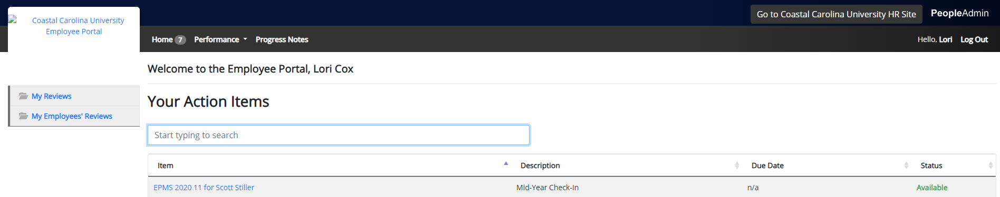 Coastal Carolina University
Employee Portal
Go to Coastal Carolina University HR Site
PeopleAdmin
Home 7 Performance Progress Notes
Hello, Lori Log Out
Welcome to the Employee Portal, Lori Cox
My Reviews
My Employees' Reviews
Your Action Items
Start typing to search
Item Description Due Date Status
EPMS 2020 11 for Scott Stiller Mid-Year Check-In n/a Available